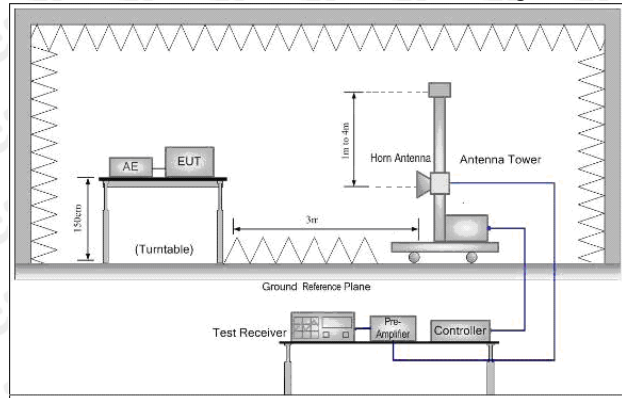 1m to 4m
Horn Antenna
Antenna Tower
AE
EUT
150cm
(Turntable)
3m
Ground Reference Plane
Test Receiver
Pre-
Amplifier
Controller